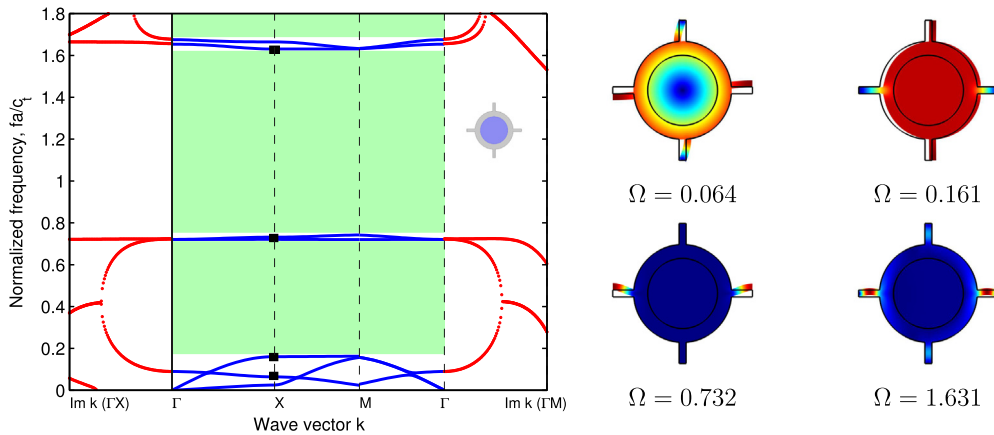 Normalized frequency, fa/c_t
1.8
1.6
1.4
1.2
1
0.8
0.6
0.4
0.2
0
Im k (ΓX)
Γ
X
M
Γ
Im k (ΓM)
Wave vector k
Ω = 0.064
Ω = 0.161
Ω = 0.732
Ω = 1.631